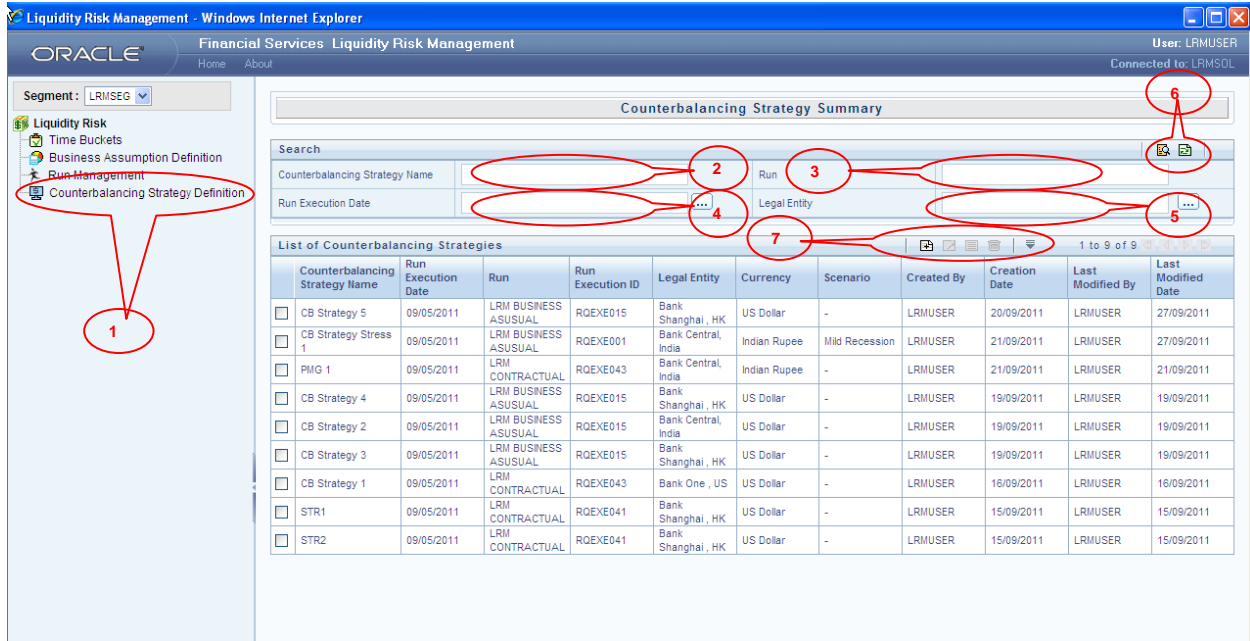 Liquidity Risk Management - Windows Internet Explorer
ORACLE
Financial Services Liquidity Risk Management
User: LRMUSER
Home About
Connected to: LRMSOL
Segment : LRMSEG
Liquidity Risk
Time Buckets
Business Assumption Definition
Run Management
Counterbalancing Strategy Definition
1
Counterbalancing Strategy Summary
6
Search
Counterbalancing Strategy Name
2
Run
3
Run Execution Date
...
4
Legal Entity
...
5
List of Counterbalancing Strategies
7
1 to 9 of 9
Counterbalancing Strategy Name Run Execution Date Run Run Execution ID Legal Entity Currency Scenario Created By Creation Date Last Modified By Last Modified Date
CB Strategy 5 09/05/2011 LRM BUSINESS ASUSUAL RQEXE015 Bank Shanghai , HK US Dollar - LRMUSER 20/09/2011 LRMUSER 27/09/2011
CB Strategy Stress 1 09/05/2011 LRM BUSINESS ASUSUAL RQEXE001 Bank Central, India Indian Rupee Mild Recession LRMUSER 21/09/2011 LRMUSER 27/09/2011
PMG 1 09/05/2011 LRM CONTRACTUAL RQEXE043 Bank Central, India Indian Rupee - LRMUSER 21/09/2011 LRMUSER 21/09/2011
CB Strategy 4 09/05/2011 LRM BUSINESS ASUSUAL RQEXE015 Bank Shanghai , HK US Dollar - LRMUSER 19/09/2011 LRMUSER 19/09/2011
CB Strategy 2 09/05/2011 LRM BUSINESS ASUSUAL RQEXE015 Bank Central, India US Dollar - LRMUSER 19/09/2011 LRMUSER 19/09/2011
CB Strategy 3 09/05/2011 LRM BUSINESS ASUSUAL RQEXE015 Bank Shanghai , HK US Dollar - LRMUSER 19/09/2011 LRMUSER 19/09/2011
CB Strategy 1 09/05/2011 LRM CONTRACTUAL RQEXE043 Bank One , US US Dollar - LRMUSER 16/09/2011 LRMUSER 16/09/2011
STR1 09/05/2011 LRM CONTRACTUAL RQEXE041 Bank Shanghai , HK US Dollar - LRMUSER 15/09/2011 LRMUSER 15/09/2011
STR2 09/05/2011 LRM CONTRACTUAL RQEXE041 Bank Shanghai , HK US Dollar - LRMUSER 15/09/2011 LRMUSER 15/09/2011